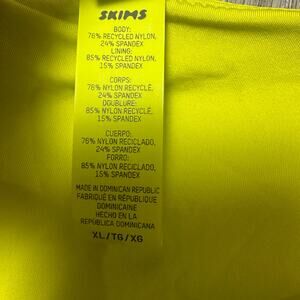 SKIMS
BODY:
76% RECYCLED NYLON,
24% SPANDEX
LINING:
85% RECYCLED NYLON,
15% SPANDEX
CORPS:
76% NYLON RECYCLÉ,
24% SPANDEX
DOUBLURE:
85% NYLON RECYCLÉ,
15% SPANDEX
CUERPO:
76% NYLON RECICLADO,
24% SPANDEX
FORRO:
85% NYLON RECICLADO,
15% SPANDEX
MADE IN DOMINICAN REPUBLIC
FABRIQUÉ EN RÉPUBLIQUE
DOMINICAINE
HECHO EN LA
REPÚBLICA DOMINICANA
XL/TG/XG